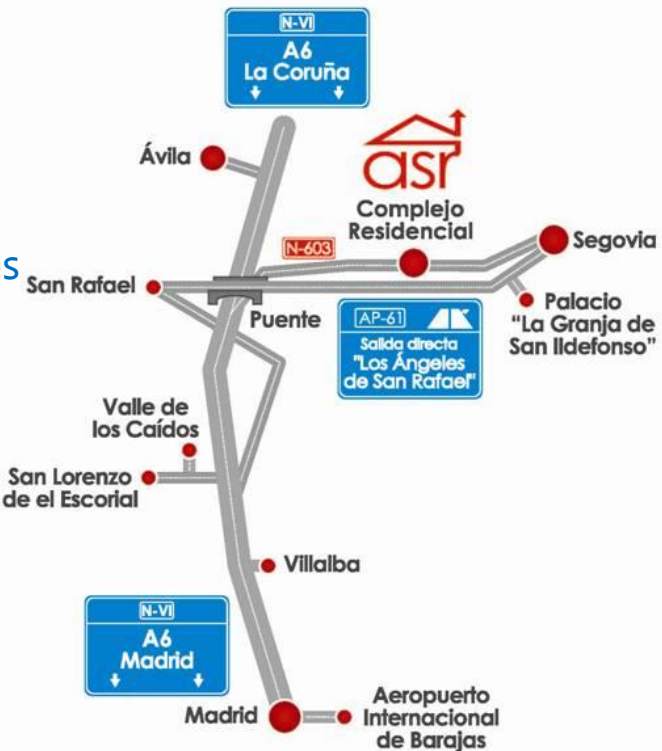 N-VI
A6
La Coruña
Ávila
asr
Complejo
Residencial
N-603
Segovia
s
San Rafael
Puente
AP-61
Salida directa
"Los Ángeles
de San Rafael"
Palacio
“La Granja de
San Ildefonso”
Valle de
los Caídos
San Lorenzo
de el Escorial
Villalba
N-VI
A6
Madrid
Madrid
Aeropuerto
Internacional
de Barajas